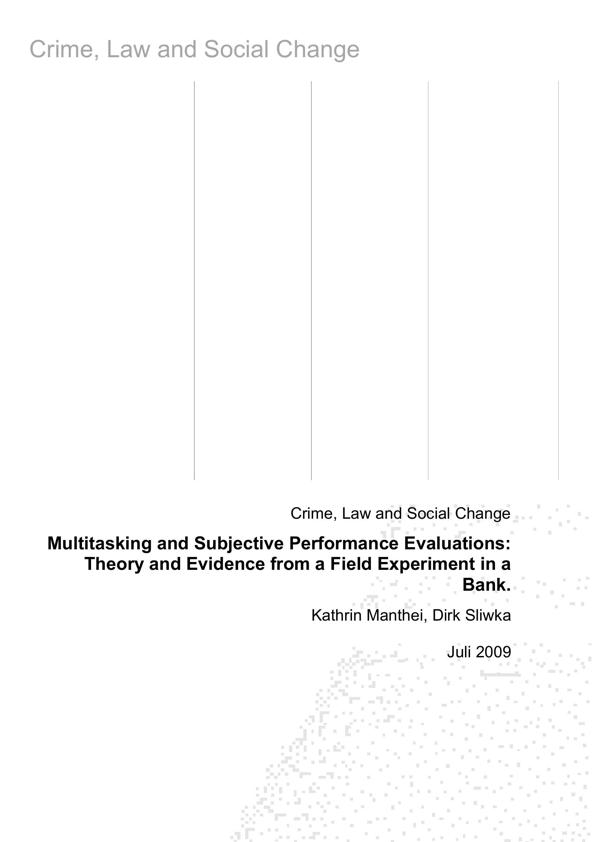 Crime, Law and Social Change
Crime, Law and Social Change
Multitasking and Subjective Performance Evaluations:
Theory and Evidence from a Field Experiment in a
Bank.
Kathrin Manthei, Dirk Sliwka
Juli 2009